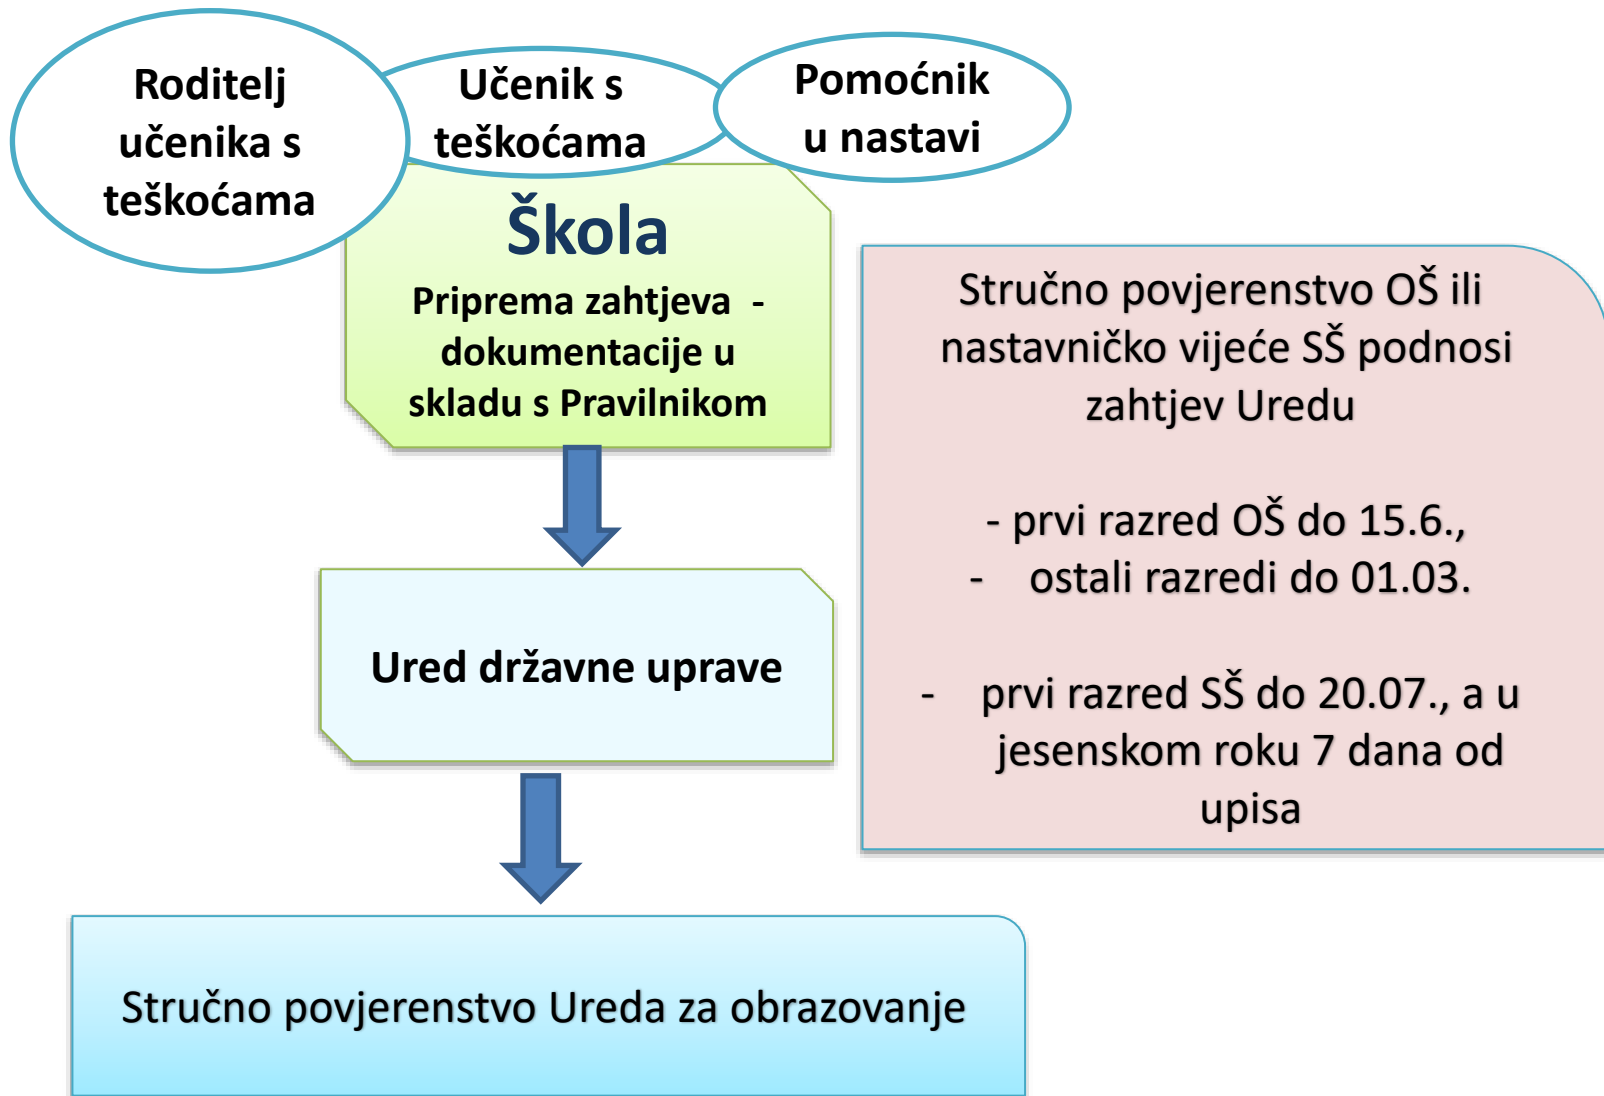 Roditelj
učenika s
teškoćama
Učenik s
teškoćama
Pomoćnik
u nastavi
Škola
Priprema zahtjeva -
dokumentacije u
skladu s Pravilnikom
Stručno povjerenstvo OŠ ili
nastavničko vijeće SŠ podnosi
zahtjev Uredu
- prvi razred OŠ do 15.6.,
- ostali razredi do 01.03.
- prvi razred SŠ do 20.07., a u
jesenskom roku 7 dana od
upisa
Ured državne uprave
Stručno povjerenstvo Ureda za obrazovanje